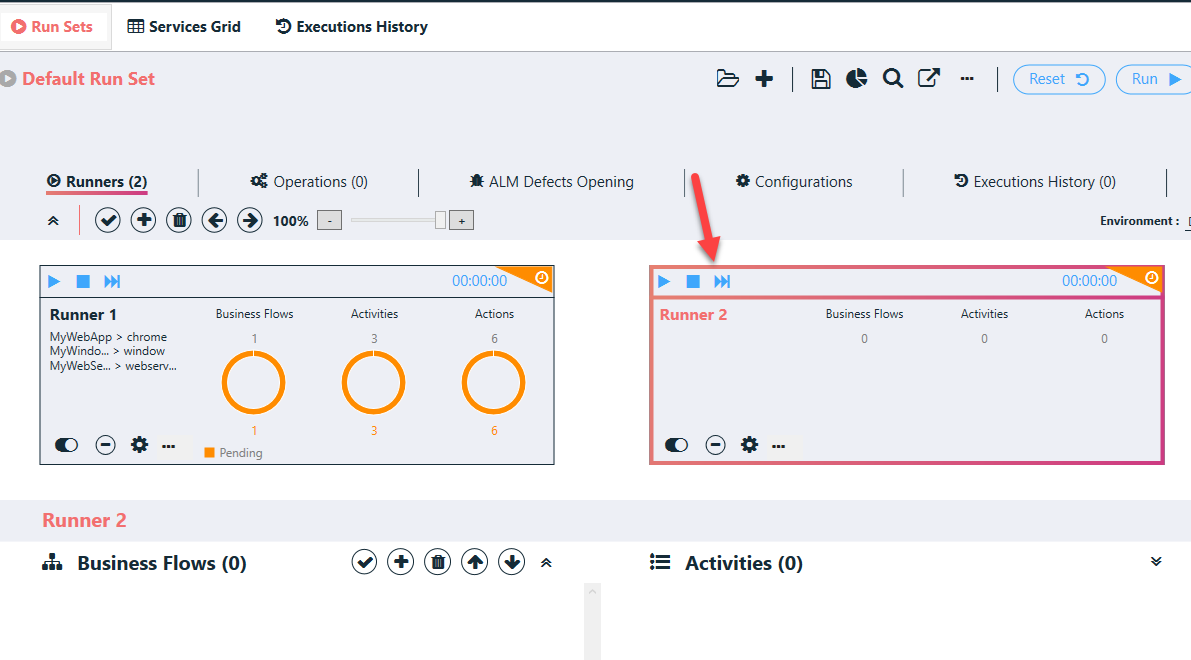 Run Sets Services Grid Executions History
Default Run Set Reset Run
Runners (2) Operations (0) ALM Defects Opening Configurations Executions History (0)
100% - + Environment :
00:00:00 00:00:00
Runner 1 Business Flows Activities Actions
MyWebApp > chrome 1 3 6
MyWindo... > window
MyWebSe... > webserv...
1 3 6
Pending
Runner 2 Business Flows Activities Actions
0 0 0
Runner 2
Business Flows (0) Activities (0)